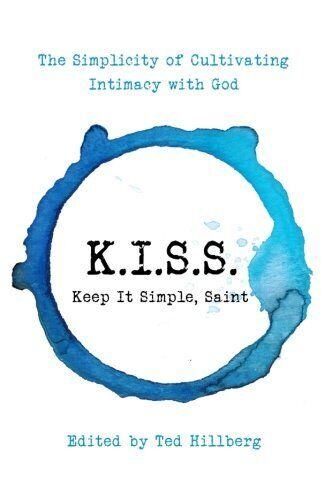 The Simplicity of Cultivating
Intimacy with God
K.I.S.S.
Keep It Simple, Saint
Edited by Ted Hillberg